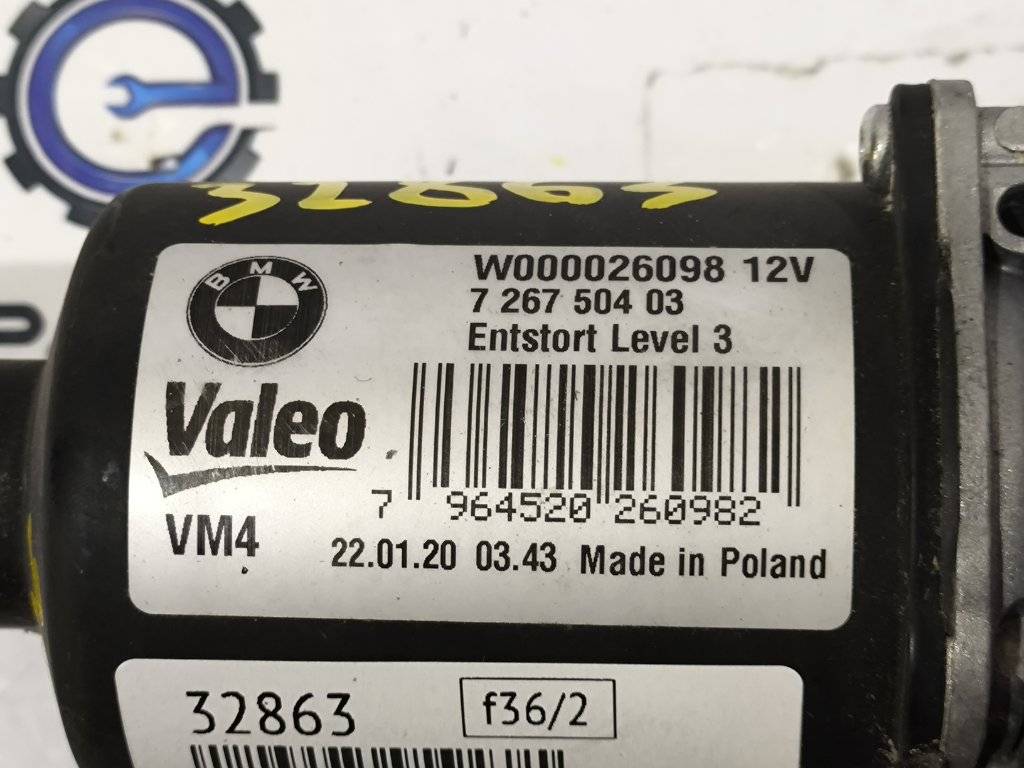 32863
BMW
W000026098 12V
7 267 504 03
Entstort Level 3
Valeo
7 964520 260982
VM4
22.01.20 03.43 Made in Poland
32863
f36/2